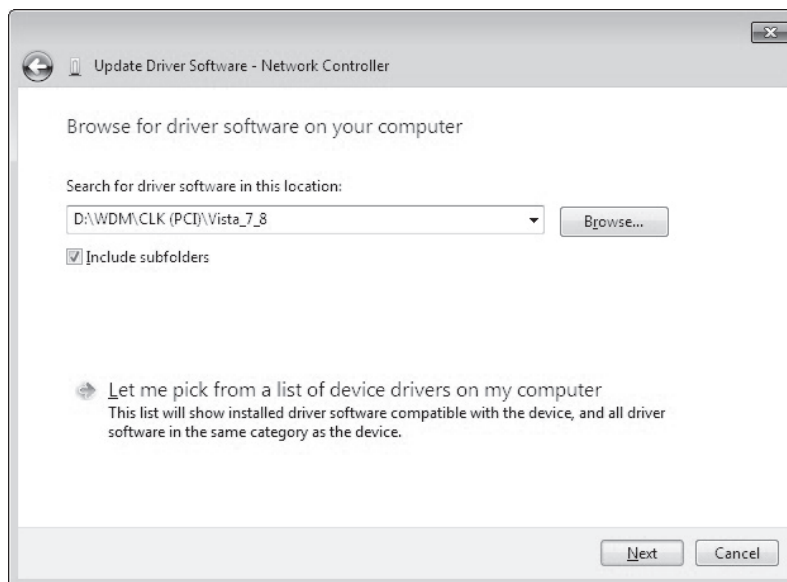 Update Driver Software - Network Controller
Browse for driver software on your computer
Search for driver software in this location:
D:\WDM\CLK (PCI)\Vista_7_8
Browse...
Include subfolders
Let me pick from a list of device drivers on my computer
This list will show installed driver software compatible with the device, and all driver
software in the same category as the device.
Next
Cancel